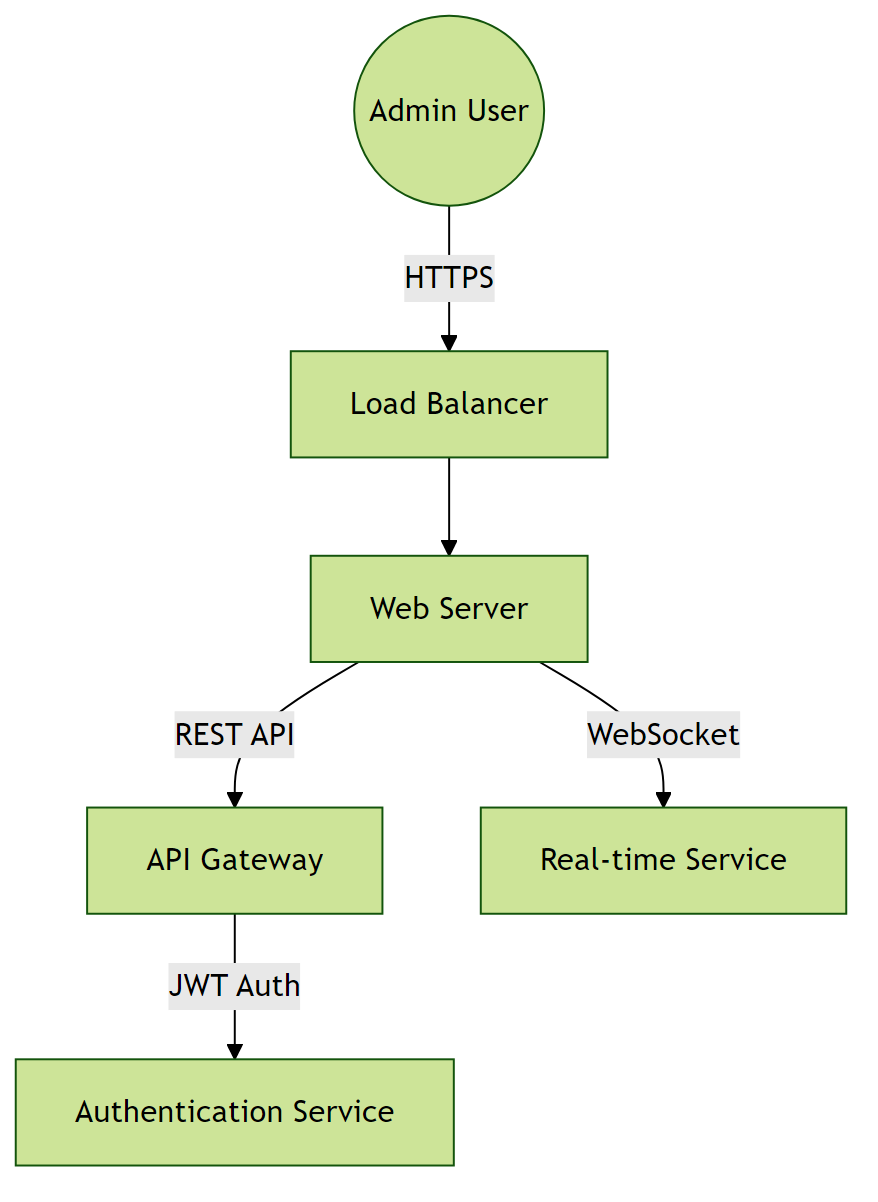 Admin User
HTTPS
Load Balancer
Web Server
REST API
WebSocket
API Gateway
Real-time Service
JWT Auth
Authentication Service